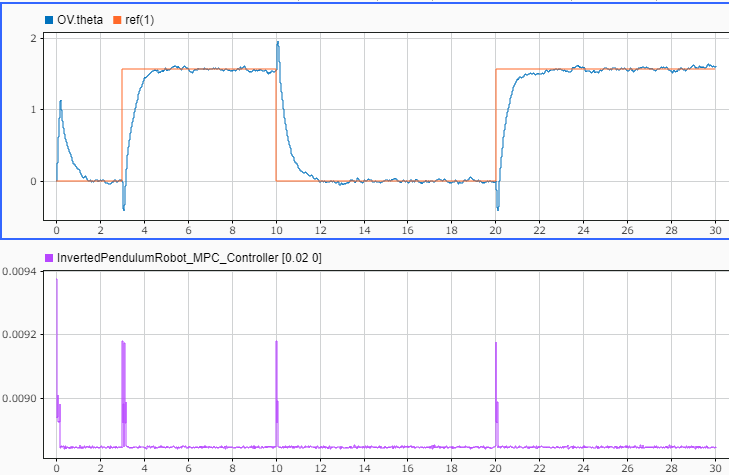 OV.theta ref(1)
2
1
0
0 2 4 6 8 10 12 14 16 18 20 22 24 26 28 30
InvertedPendulumRobot_MPC_Controller [0.02 0]
0.0094
0.0092
0.0090
0 2 4 6 8 10 12 14 16 18 20 22 24 26 28 30